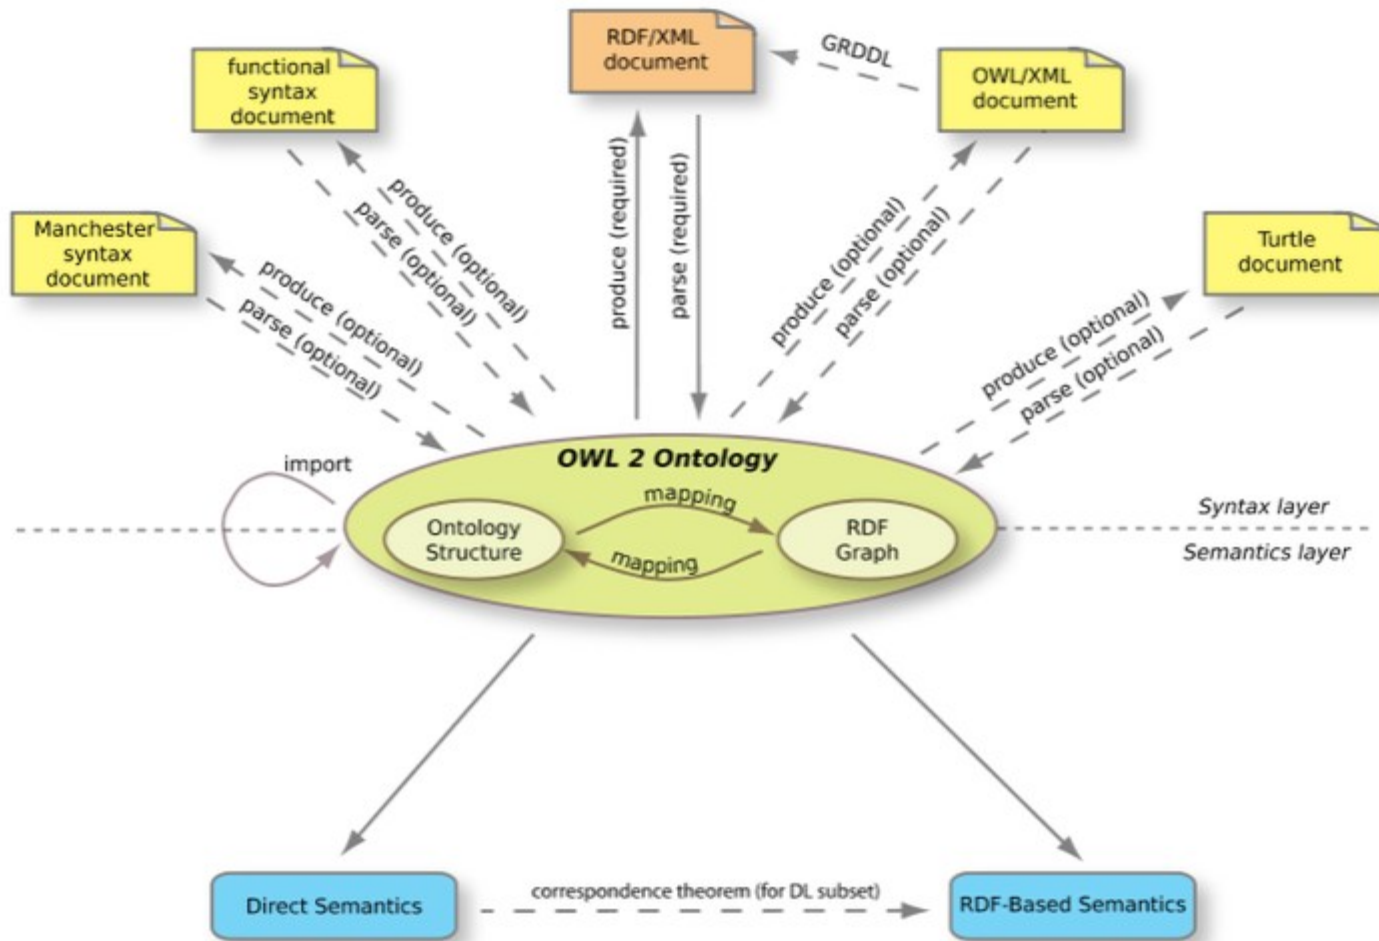 RDF/XML
document
GRDDL
functional
syntax
document
OWL/XML
document
Manchester
syntax
document
Turtle
document
produce (optional)
parse (optional)
produce (optional)
parse (optional)
produce (required)
parse (required)
produce (optional)
parse (optional)
produce (optional)
parse (optional)
import
OWL 2 Ontology
mapping
Ontology
Structure
RDF
Graph
mapping
Syntax layer
Semantics layer
Direct Semantics
correspondence theorem (for DL subset)
RDF-Based Semantics